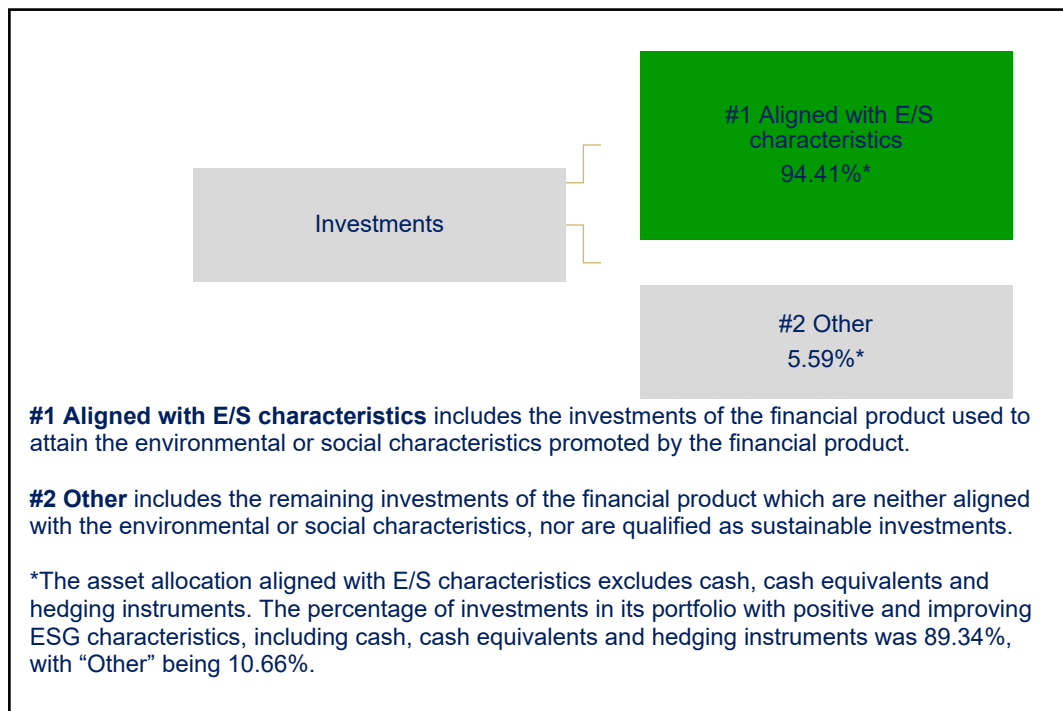 #1 Aligned with E/S
characteristics
94.41%*
Investments
#2 Other
5.59%*
#1 Aligned with E/S characteristics includes the investments of the financial product used to
attain the environmental or social characteristics promoted by the financial product.
#2 Other includes the remaining investments of the financial product which are neither aligned
with the environmental or social characteristics, nor are qualified as sustainable investments.
*The asset allocation aligned with E/S characteristics excludes cash, cash equivalents and
hedging instruments. The percentage of investments in its portfolio with positive and improving
ESG characteristics, including cash, cash equivalents and hedging instruments was 89.34%,
with “Other” being 10.66%.